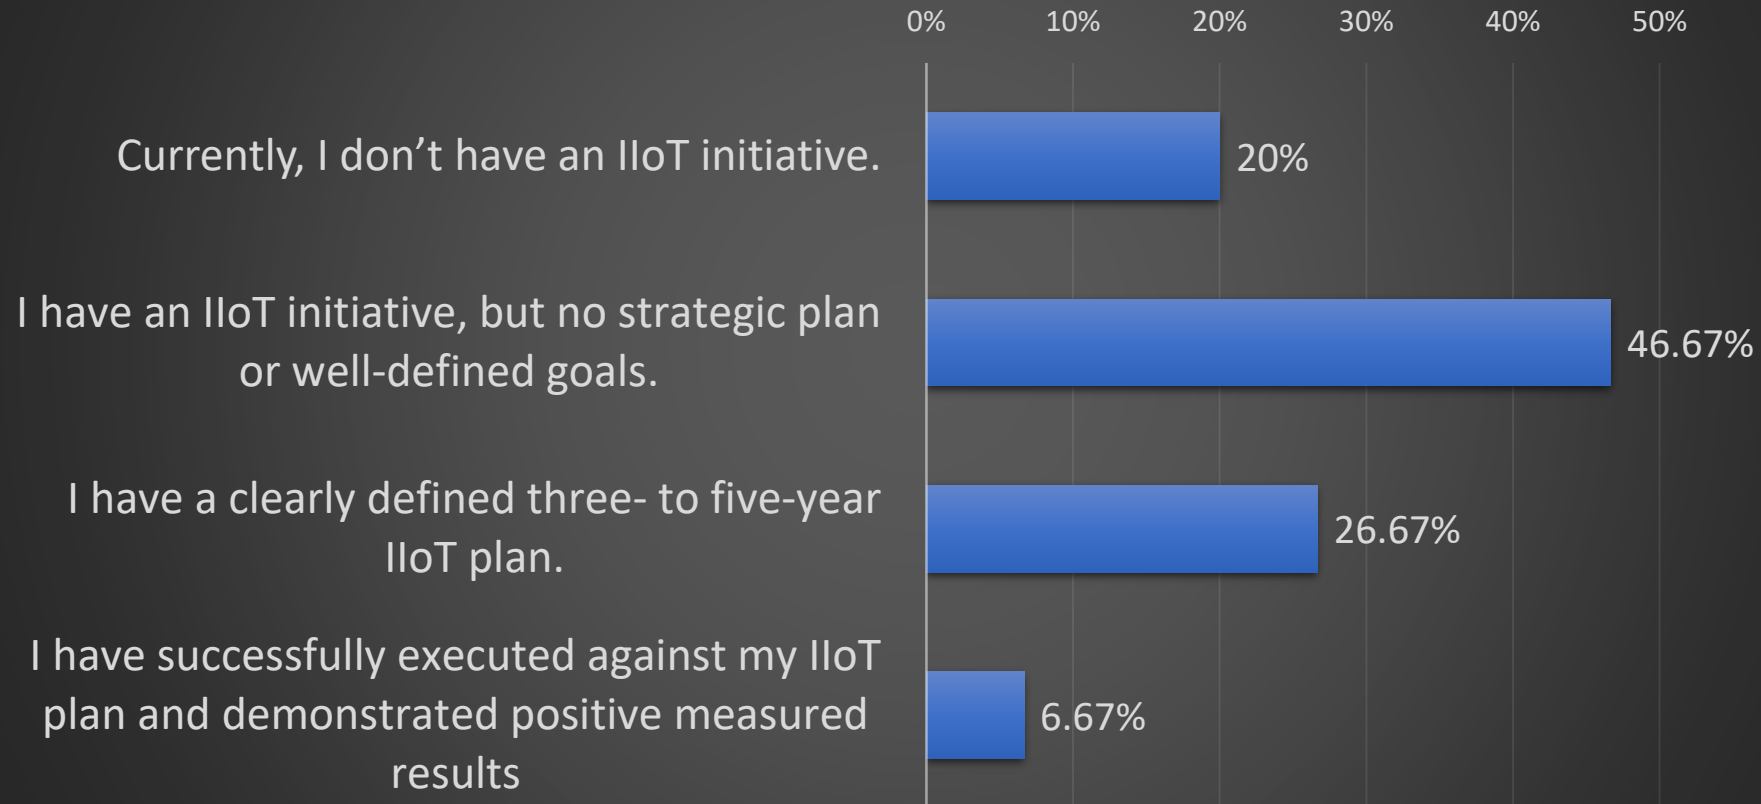 0% 10% 20% 30% 40% 50%
Currently, I don’t have an IIoT initiative.
20%
I have an IIoT initiative, but no strategic plan
or well-defined goals.
46.67%
I have a clearly defined three- to five-year
IIoT plan.
26.67%
I have successfully executed against my IIoT
plan and demonstrated positive measured
results
6.67%